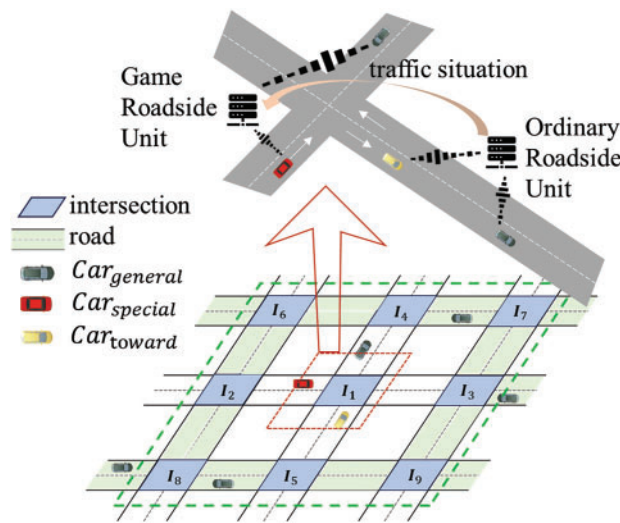 Game
Roadside
Unit
traffic situation
Ordinary
Roadside
Unit
intersection
road
Car_general
Car_special
Car_toward
I_6
I_4
I_7
I_2
I_1
I_3
I_8
I_5
I_9